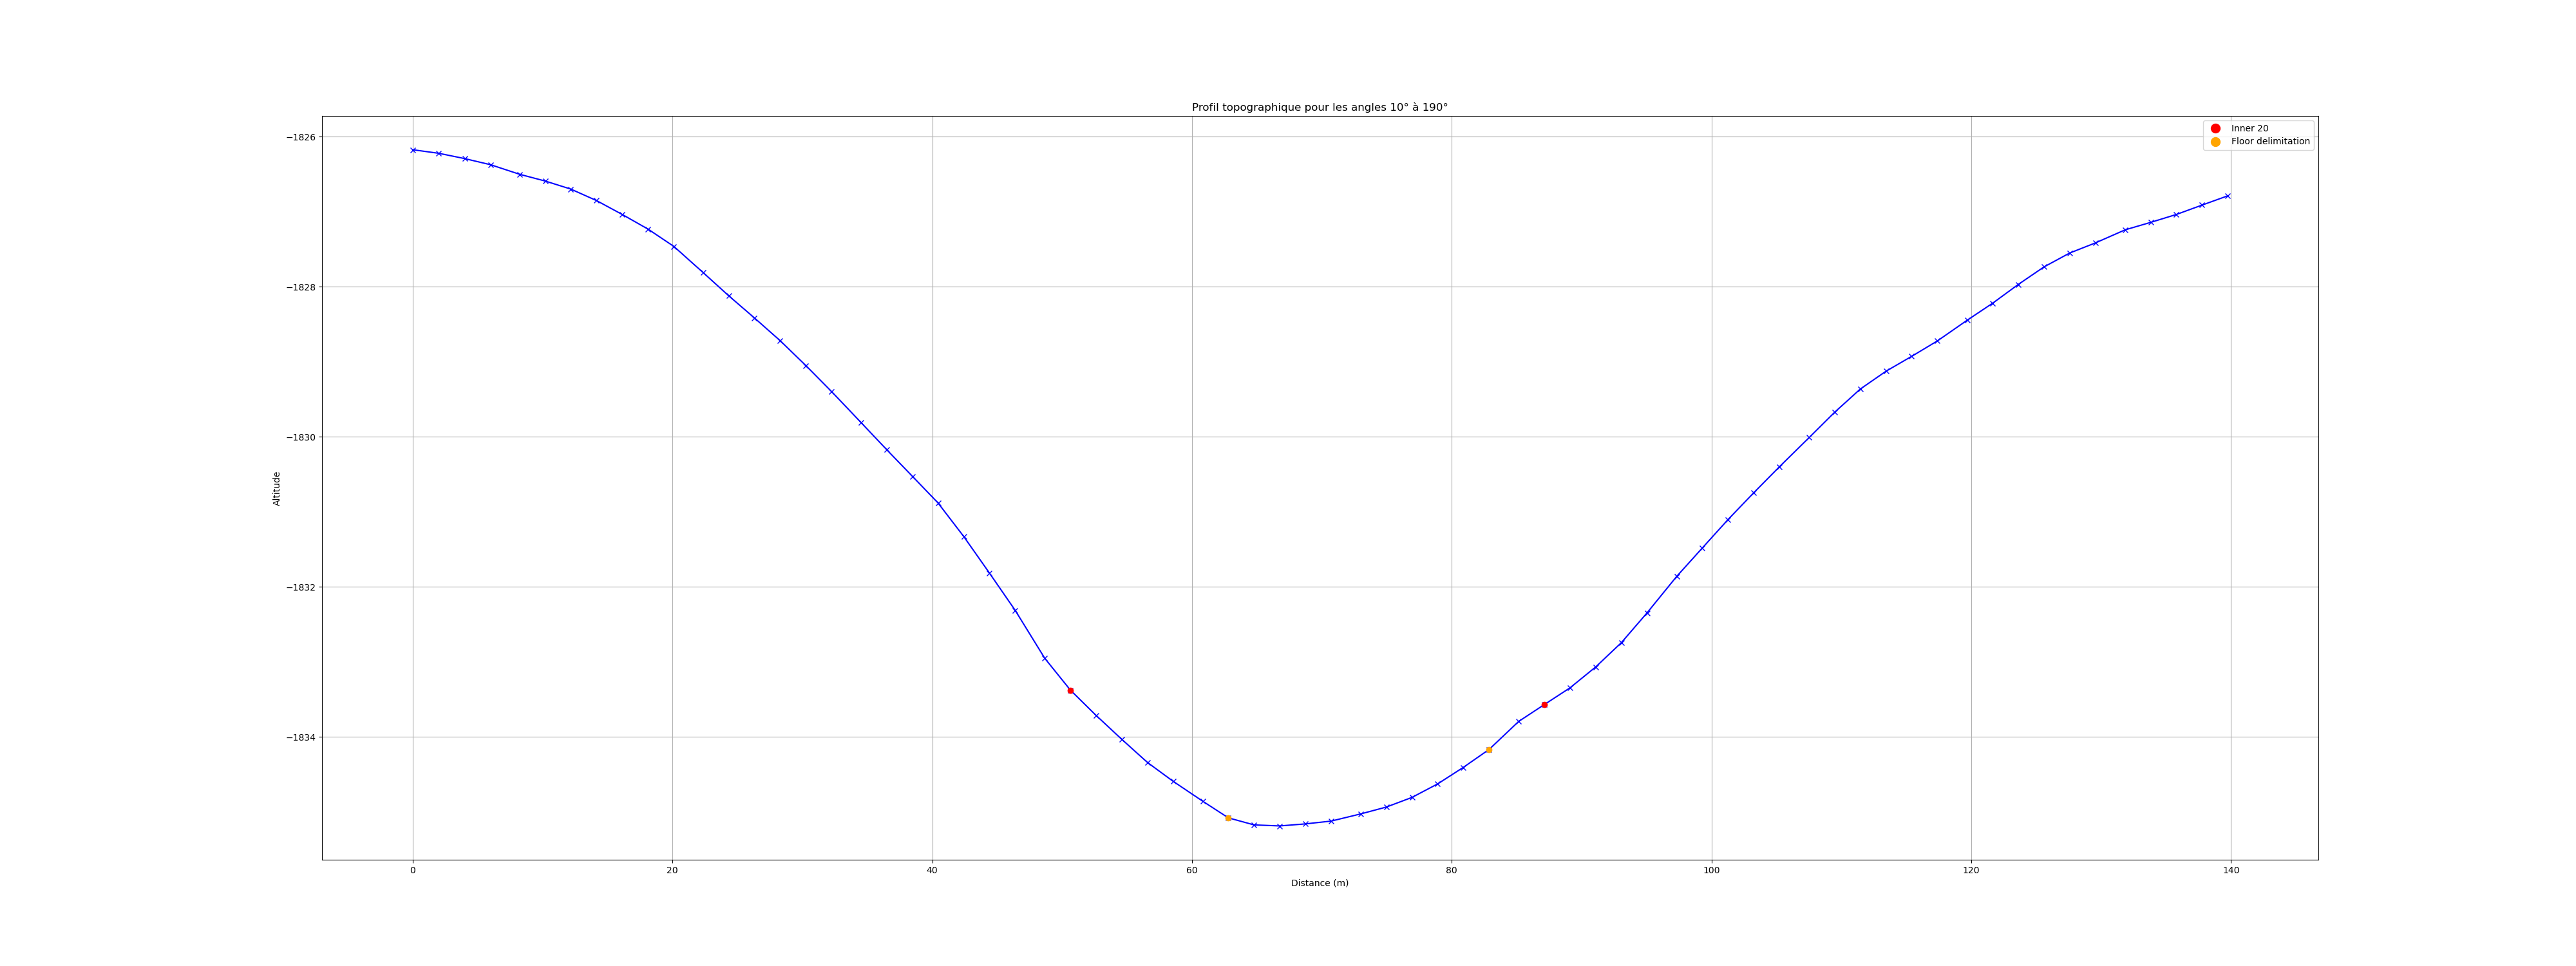 Profil topographique pour les angles 10° à 190°
Inner 20
Floor delimitation
−1826
−1828
−1830
−1832
−1834
Altitude
0 20 40 60 80 100 120 140
Distance (m)